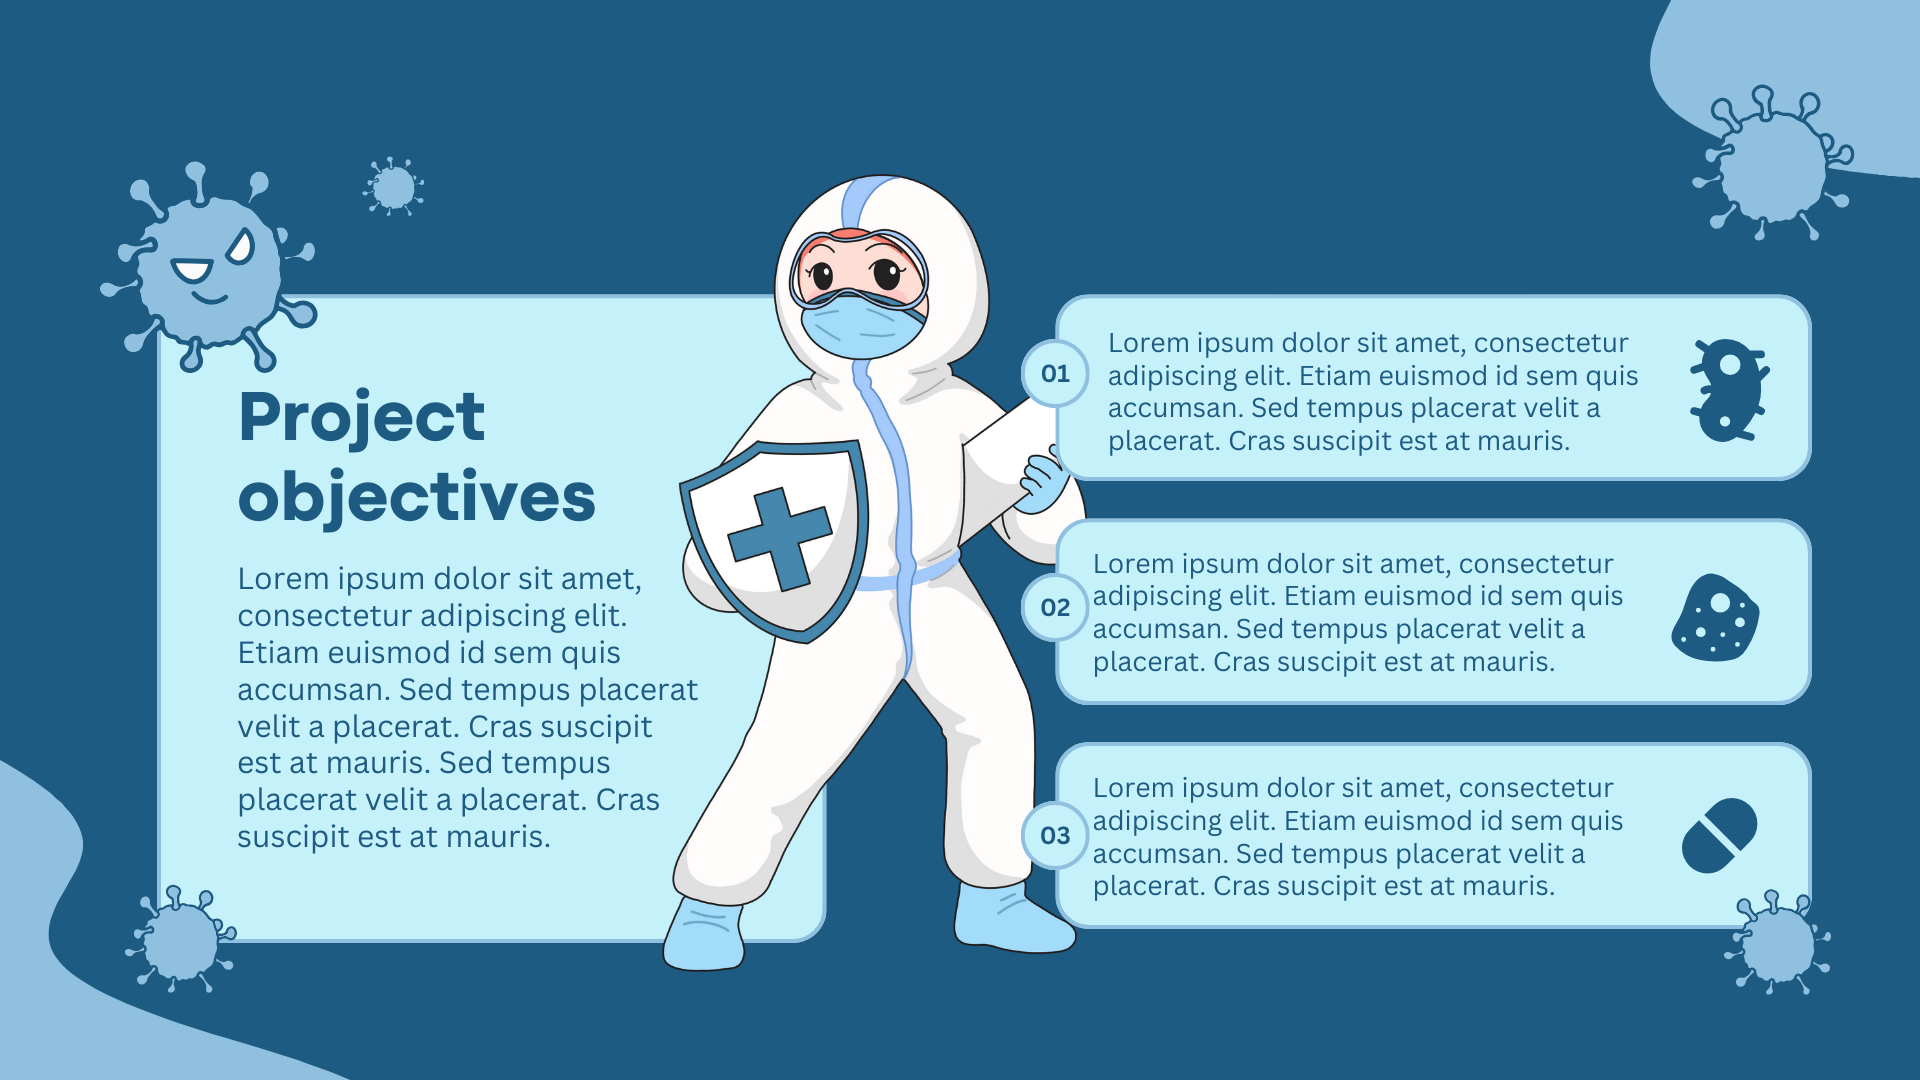 Project
objectives
Lorem ipsum dolor sit amet,
consectetur adipiscing elit.
Etiam euismod id sem quis
accumsan. Sed tempus placerat
velit a placerat. Cras suscipit
est at mauris. Sed tempus
placerat velit a placerat. Cras
suscipit est at mauris.
01
Lorem ipsum dolor sit amet, consectetur
adipiscing elit. Etiam euismod id sem quis
accumsan. Sed tempus placerat velit a
placerat. Cras suscipit est at mauris.
02
Lorem ipsum dolor sit amet, consectetur
adipiscing elit. Etiam euismod id sem quis
accumsan. Sed tempus placerat velit a
placerat. Cras suscipit est at mauris.
03
Lorem ipsum dolor sit amet, consectetur
adipiscing elit. Etiam euismod id sem quis
accumsan. Sed tempus placerat velit a
placerat. Cras suscipit est at mauris.